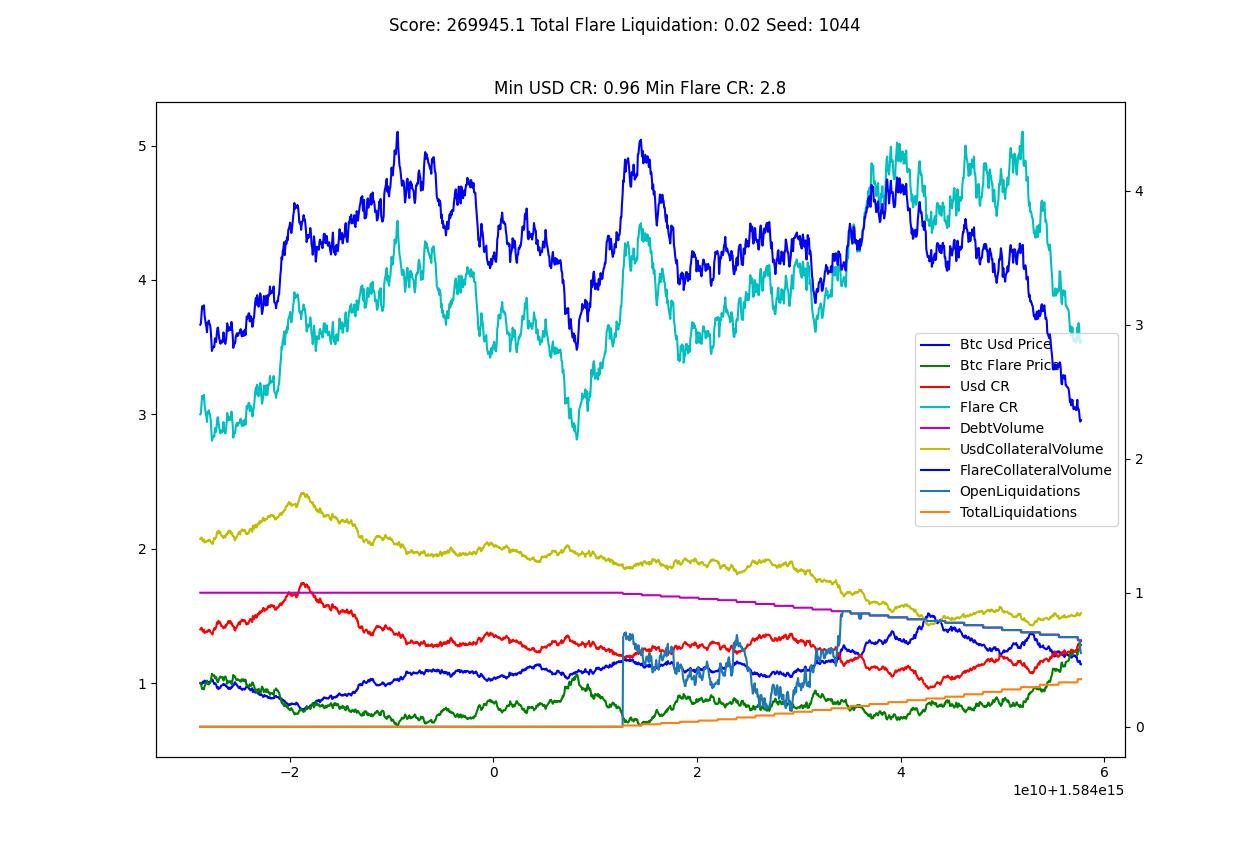 Score: 269945.1 Total Flare Liquidation: 0.02 Seed: 1044
Min USD CR: 0.96 Min Flare CR: 2.8
5
4
3
2
1
4
3
2
1
0
Btc Usd Price
Btc Flare Price
Usd CR
Flare CR
DebtVolume
UsdCollateralVolume
FlareCollateralVolume
OpenLiquidations
TotalLiquidations
−2
0
2
4
6
1e10+1.584e15